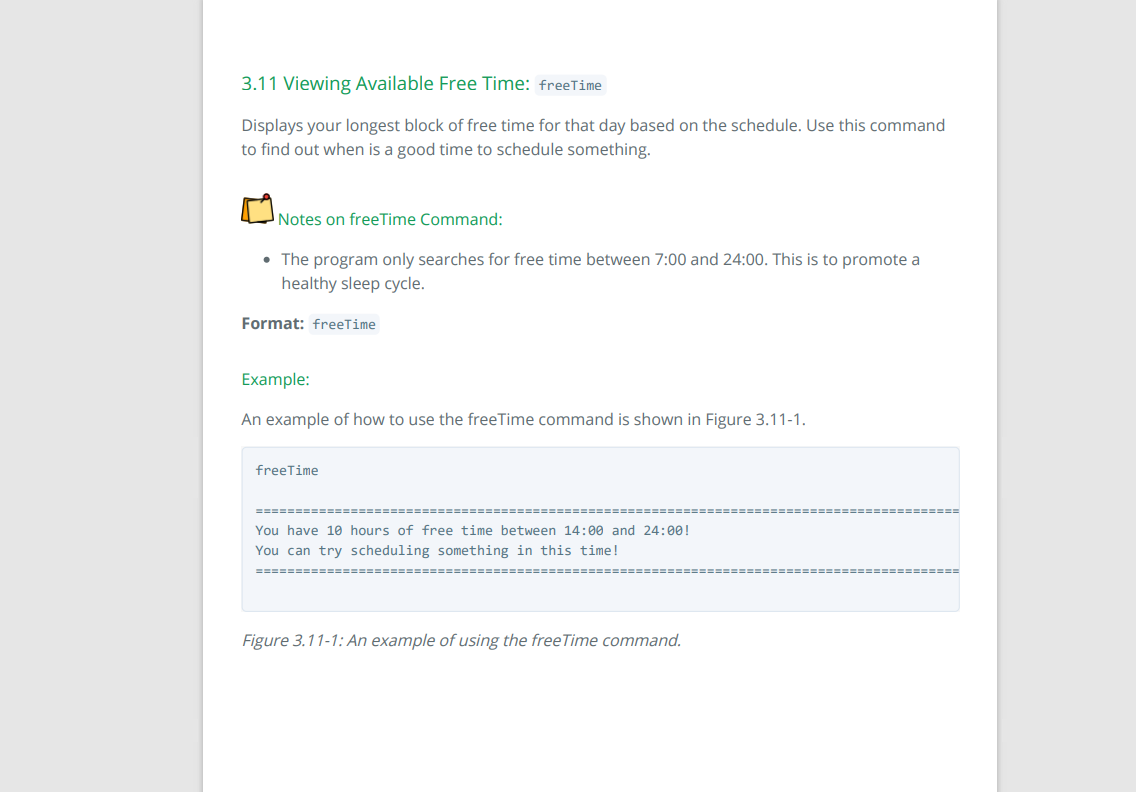 3.11 Viewing Available Free Time: freeTime
Displays your longest block of free time for that day based on the schedule. Use this command
to find out when is a good time to schedule something.
Notes on freeTime Command:
• The program only searches for free time between 7:00 and 24:00. This is to promote a
healthy sleep cycle.
Format: freeTime
Example:
An example of how to use the freeTime command is shown in Figure 3.11-1.
freeTime
=========================================================================================
You have 10 hours of free time between 14:00 and 24:00!
You can try scheduling something in this time!
=========================================================================================
Figure 3.11-1: An example of using the freeTime command.